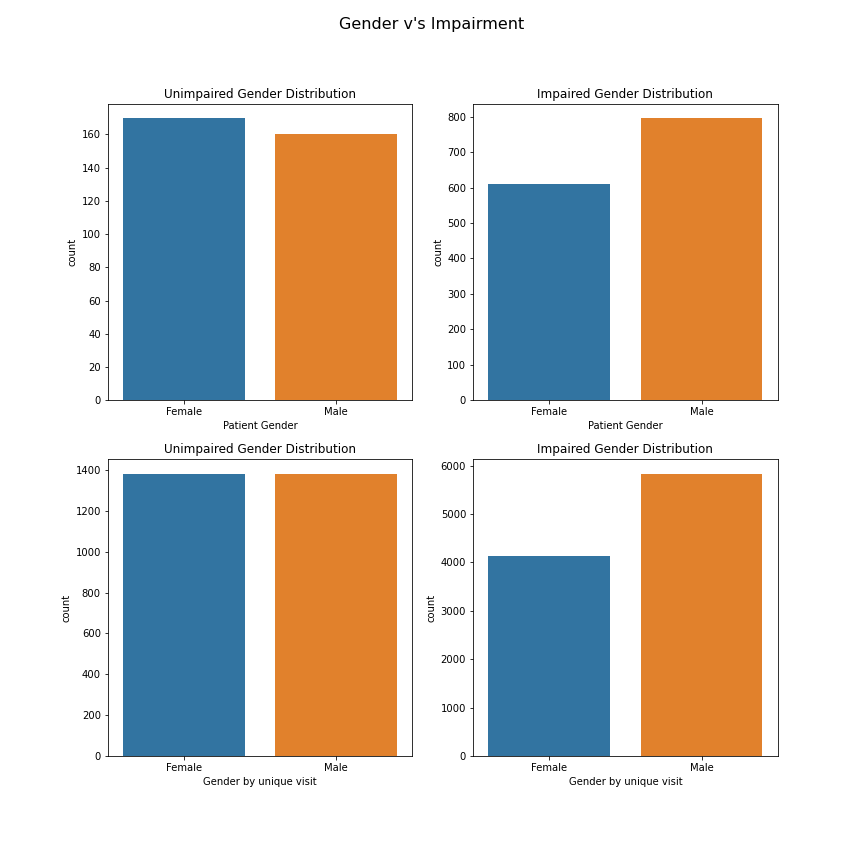 Gender v's Impairment
Unimpaired Gender Distribution
160
140
120
100
80
60
40
20
0
count
Female
Male
Patient Gender
Impaired Gender Distribution
800
700
600
500
400
300
200
100
0
count
Female
Male
Patient Gender
Unimpaired Gender Distribution
1400
1200
1000
800
600
400
200
0
count
Female
Male
Gender by unique visit
Impaired Gender Distribution
6000
5000
4000
3000
2000
1000
0
count
Female
Male
Gender by unique visit